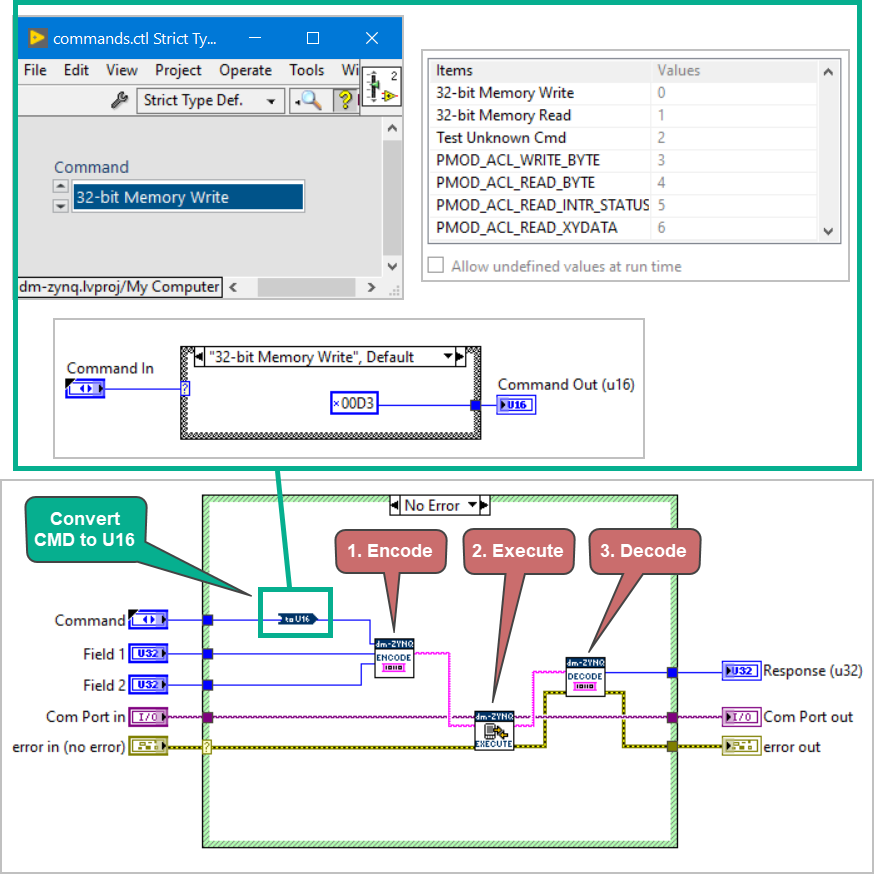 commands.ctl Strict Ty...
File Edit View Project Operate Tools Wi
Strict Type Def.
2
Command
32-bit Memory Write
dm-zynq.lvproj/My Computer
Items Values
32-bit Memory Write 0
32-bit Memory Read 1
Test Unknown Cmd 2
PMOD_ACL_WRITE_BYTE 3
PMOD_ACL_READ_BYTE 4
PMOD_ACL_READ_INTR_STATUS 5
PMOD_ACL_READ_XYDATA 6
Allow undefined values at run time
"32-bit Memory Write", Default
Command In
?
×00D3
Command Out (u16)
U16
No Error
Convert
CMD to U16
1. Encode
2. Execute
3. Decode
Command
to U16
Field 1
U32
Field 2
U32
dm-ZYNQ
ENCODE
dm-ZYNQ
DECODE
U32
Response (u32)
Com Port in
I/O
dm-ZYNQ
EXECUTE
I/O
Com Port out
error in (no error)
?
error out